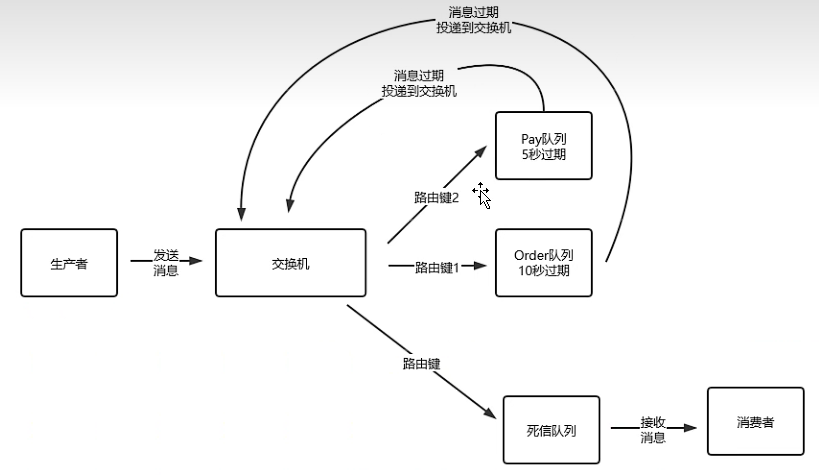 消息过期
投递到交换机
消息过期
投递到交换机
Pay队列
5秒过期
路由键2
生产者
发送
消息
交换机
路由键1
Order队列
10秒过期
路由键
死信队列
接收
消息
消费者